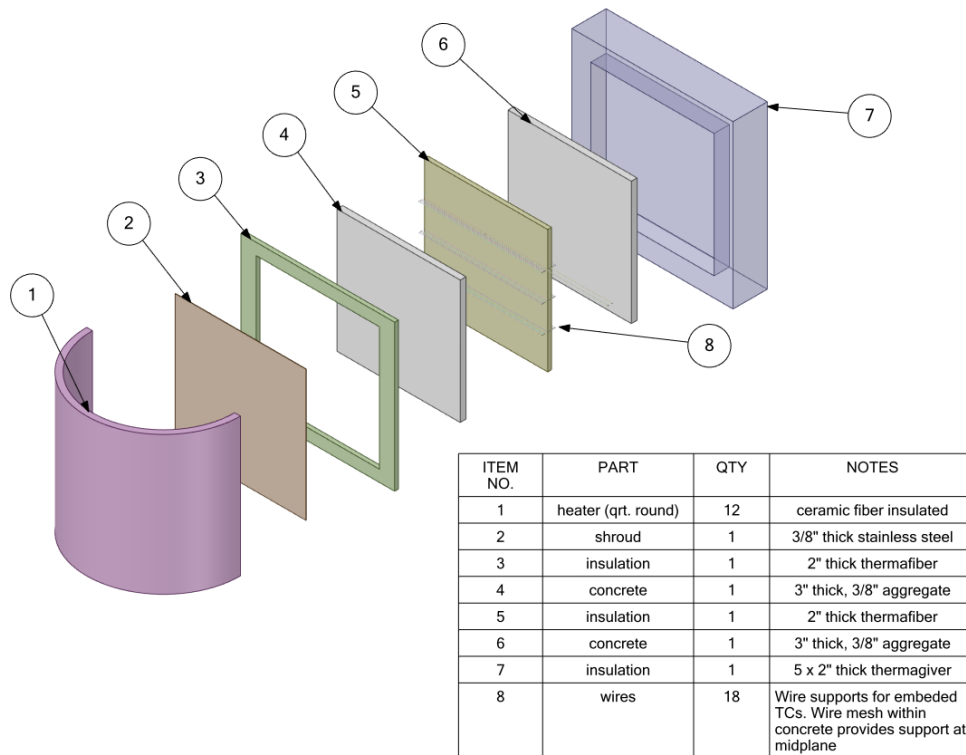 6
7
5
4
3
2
1
8
ITEM NO. PART QTY NOTES
1 heater (qrt. round) 12 ceramic fiber insulated
2 shroud 1 3/8" thick stainless steel
3 insulation 1 2" thick thermafiber
4 concrete 1 3" thick, 3/8" aggregate
5 insulation 1 2" thick thermafiber
6 concrete 1 3" thick, 3/8" aggregate
7 insulation 1 5 x 2" thick thermagiver
8 wires 18 Wire supports for embeded
TCs. Wire mesh within
concrete provides support at
midplane